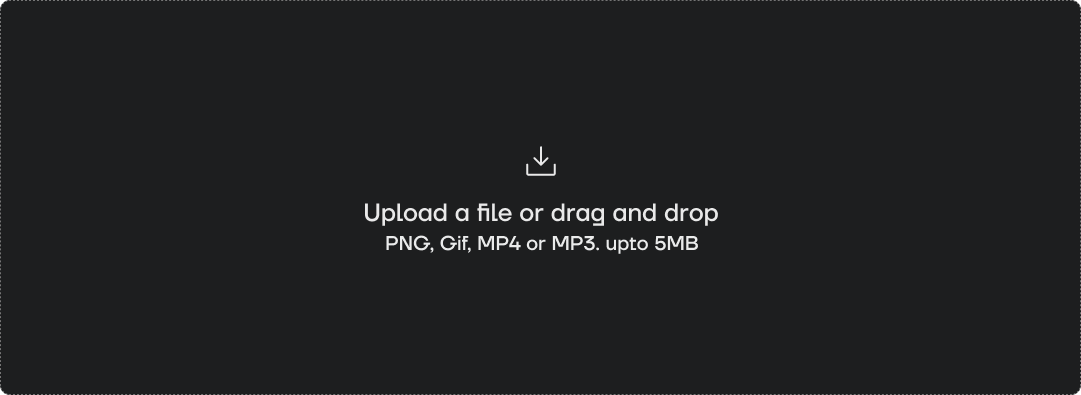 Upload a file or drag and drop
PNG, Gif, MP4 or MP3. upto 5MB